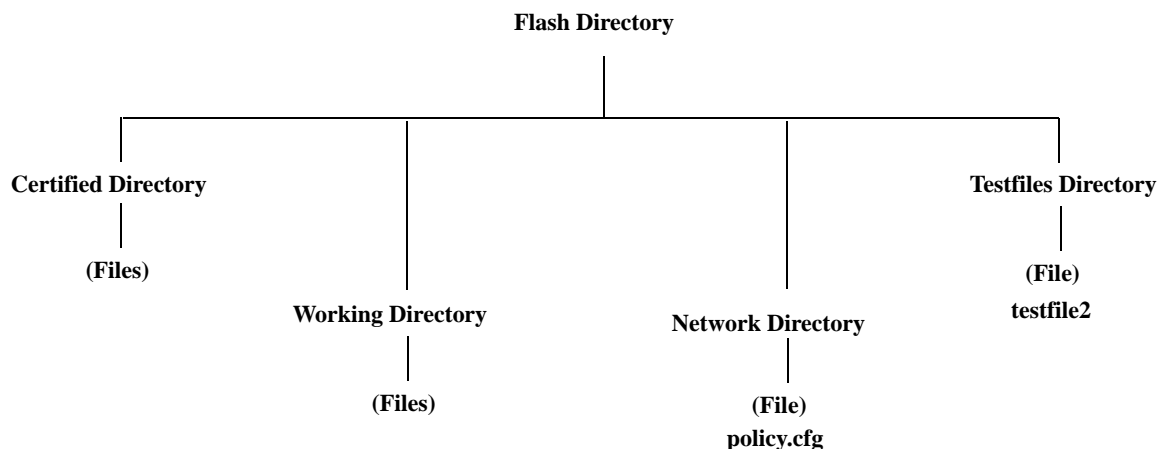 Flash Directory
Certified Directory
(Files)
Working Directory
(Files)
Network Directory
(File)
policy.cfg
Testfiles Directory
(File)
testfile2